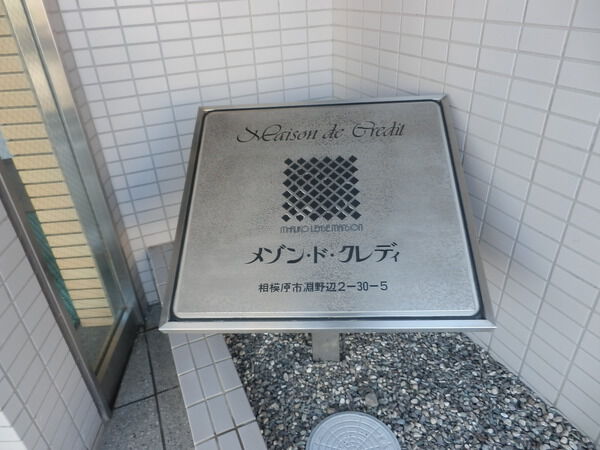 Maison de Credit
MARUKO LEASE MANSION
メゾン・ド・クレディ
相模原市淵野辺2-30-5